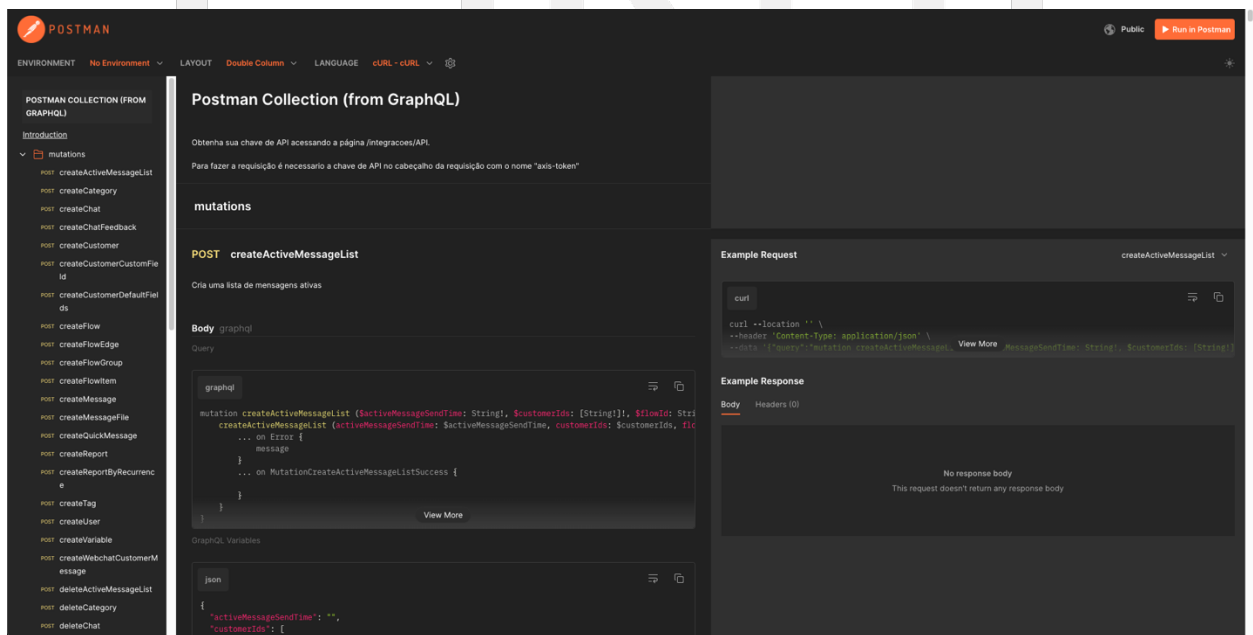 POSTMAN
Public
Run in Postman
ENVIRONMENT No Environment LAYOUT Double Column LANGUAGE cURL - cURL
POSTMAN COLLECTION (FROM
GRAPHQL)
Introduction
mutations
POST createActiveMessageList
POST createCategory
POST createChat
POST createChatFeedback
POST createCustomer
POST createCustomerCustomFie
ld
POST createCustomerDefaultFiel
ds
POST createFlow
POST createFlowEdge
POST createFlowGroup
POST createFlowItem
POST createMessage
POST createMessageFile
POST createQuickMessage
POST createReport
POST createReportByRecurrenc
e
POST createTag
POST createUser
POST createVariable
POST createWebchatCustomerM
essage
POST deleteActiveMessageList
POST deleteCategory
POST deleteChat
Postman Collection (from GraphQL)
Obtenha sua chave de API acessando a página /integracoes/API.
Para fazer a requisição é necessario a chave de API no cabeçalho da requisição com o nome "axis-token"
mutations
POST createActiveMessageList
Cria uma lista de mensagens ativas
Body graphql
Query
graphql
mutation createActiveMessageList ($activeMessageSendTime: String!, $customerIds: [String!]!, $flowId: Stri
createActiveMessageList (activeMessageSendTime: $activeMessageSendTime, customerIds: $customerIds, flo
... on Error {
message
}
... on MutationCreateActiveMessageListSuccess {
}
}
}
View More
GraphQL Variables
json
{
"activeMessageSendTime": "",
"customerIds": [
Example Request
createActiveMessageList
curl
curl --location '' \
--header 'Content-Type: application/json' \
--data '{"query":"mutation createActiveMessageL View More MessageSendTime: String!, $customerIds: [String!]
Example Response
Body Headers (0)
No response body
This request doesn't return any response body